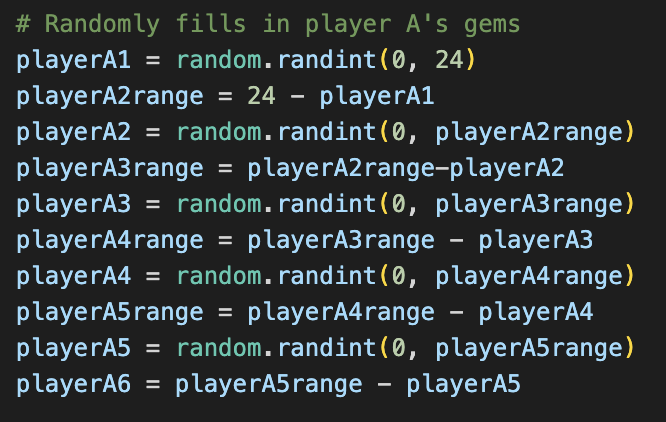 # Randomly fills in player A's gems
playerA1 = random.randint(0, 24)
playerA2range = 24 - playerA1
playerA2 = random.randint(0, playerA2range)
playerA3range = playerA2range-playerA2
playerA3 = random.randint(0, playerA3range)
playerA4range = playerA3range - playerA3
playerA4 = random.randint(0, playerA4range)
playerA5range = playerA4range - playerA4
playerA5 = random.randint(0, playerA5range)
playerA6 = playerA5range - playerA5